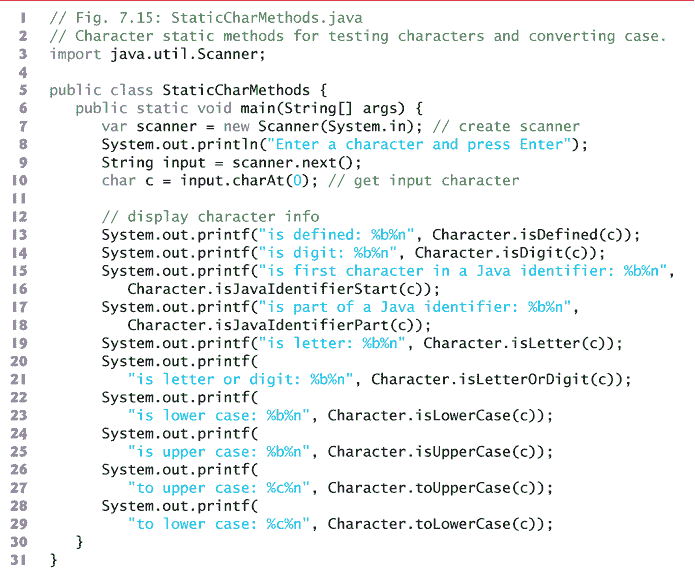 1 // Fig. 7.15: StaticCharMethods.java
2 // Character static methods for testing characters and converting case.
3 import java.util.Scanner;
4
5 public class StaticCharMethods {
6 public static void main(String[] args) {
7 var scanner = new Scanner(System.in); // create scanner
8 System.out.println("Enter a character and press Enter");
9 String input = scanner.next();
10 char c = input.charAt(0); // get input character
11
12 // display character info
13 System.out.printf("is defined: %b%n", Character.isDefined(c));
14 System.out.printf("is digit: %b%n", Character.isDigit(c));
15 System.out.printf("is first character in a Java identifier: %b%n",
16 Character.isJavaIdentifierStart(c));
17 System.out.printf("is part of a Java identifier: %b%n",
18 Character.isJavaIdentifierPart(c));
19 System.out.printf("is letter: %b%n", Character.isLetter(c));
20 System.out.printf(
21 "is letter or digit: %b%n", Character.isLetterOrDigit(c));
22 System.out.printf(
23 "is lower case: %b%n", Character.isLowerCase(c));
24 System.out.printf(
25 "is upper case: %b%n", Character.isUpperCase(c));
26 System.out.printf(
27 "to upper case: %c%n", Character.toUpperCase(c));
28 System.out.printf(
29 "to lower case: %c%n", Character.toLowerCase(c));
30 }
31 }